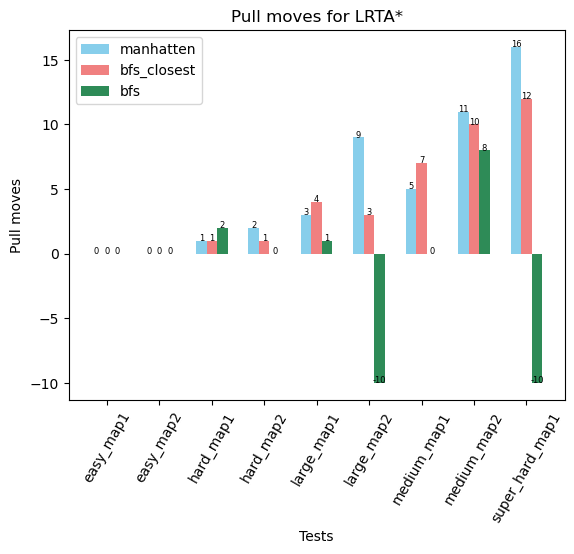 Pull moves for LRTA*
manhatten
bfs_closest
bfs
Pull moves
15
10
5
0
−5
−10
0 0 0
0 0 0
1 1 2
2 1 0
3 4 1
9 3 -10
5 7 0
11 10 8
16 12 -10
easy_map1
easy_map2
hard_map1
hard_map2
large_map1
large_map2
medium_map1
medium_map2
super_hard_map1
Tests